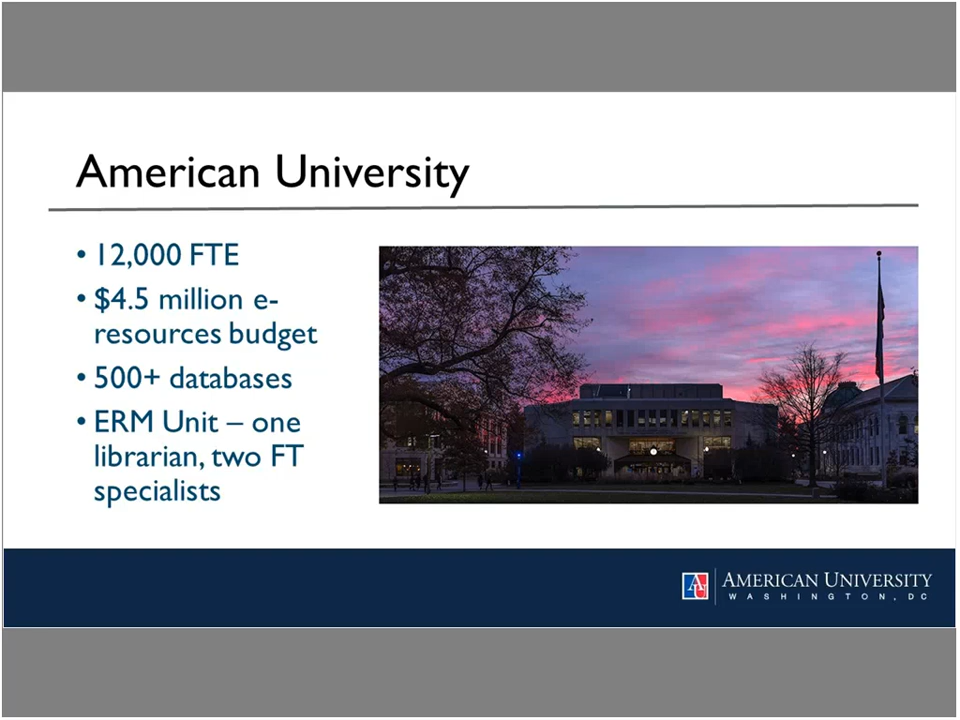 American University
• 12,000 FTE
• $4.5 million e-
resources budget
• 500+ databases
• ERM Unit – one
librarian, two FT
specialists
AU
AMERICAN UNIVERSITY
WASHINGTON, DC